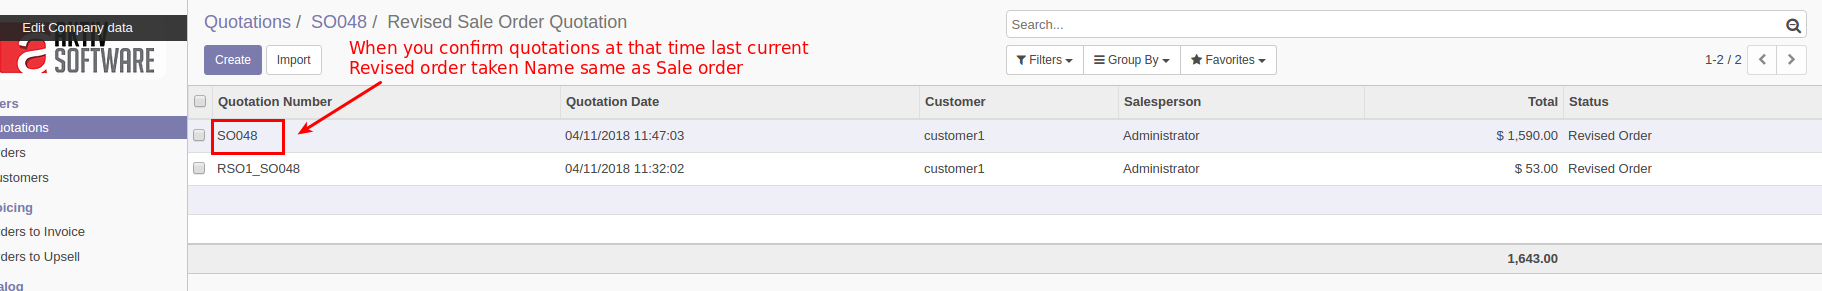 Edit Company data
SOFTWARE
Quotations / SO048 / Revised Sale Order Quotation
Search...
When you confirm quotations at that time last current
Revised order taken Name same as Sale order
Create Import
Filters Group By Favorites
1-2 / 2
Quotation Number Quotation Date Customer Salesperson Total Status
SO048 04/11/2018 11:47:03 customer1 Administrator $ 1,590.00 Revised Order
RSO1_SO048 04/11/2018 11:32:02 customer1 Administrator $ 53.00 Revised Order
1,643.00
ers
uotations
rders
ustomers
oicing
ders to Invoice
ders to Upsell
alog